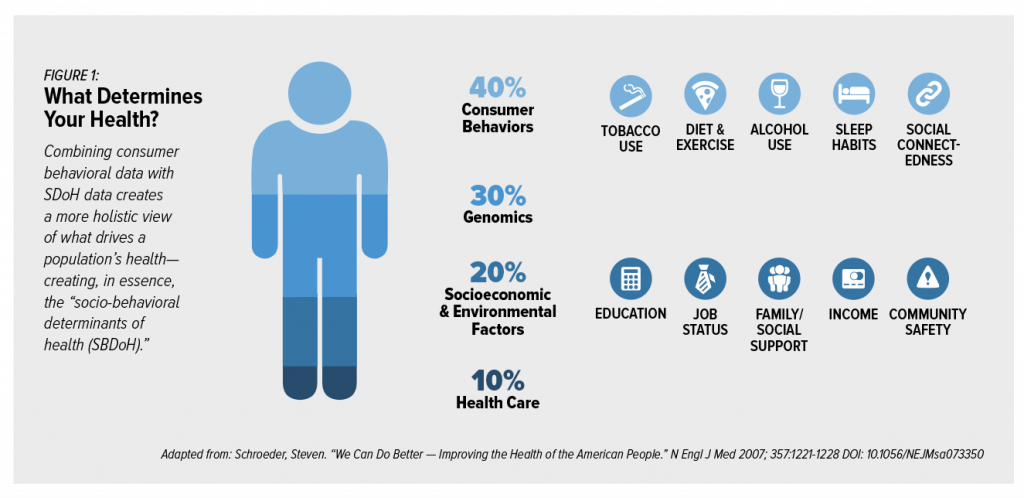 FIGURE 1:
What Determines
Your Health?
Combining consumer
behavioral data with
SDoH data creates
a more holistic view
of what drives a
population's health—
creating, in essence,
the “socio-behavioral
determinants of
health (SBDoH).”
40%
Consumer
Behaviors
TOBACCO
USE
DIET &
EXERCISE
ALCOHOL
USE
SLEEP
HABITS
SOCIAL
CONNECT-
EDNESS
30%
Genomics
20%
Socioeconomic
& Environmental
Factors
EDUCATION
JOB
STATUS
FAMILY/
SOCIAL
SUPPORT
INCOME
COMMUNITY
SAFETY
10%
Health Care
Adapted from: Schroeder, Steven. “We Can Do Better — Improving the Health of the American People.” N Engl J Med 2007; 357:1221-1228 DOI: 10.1056/NEJMsa073350